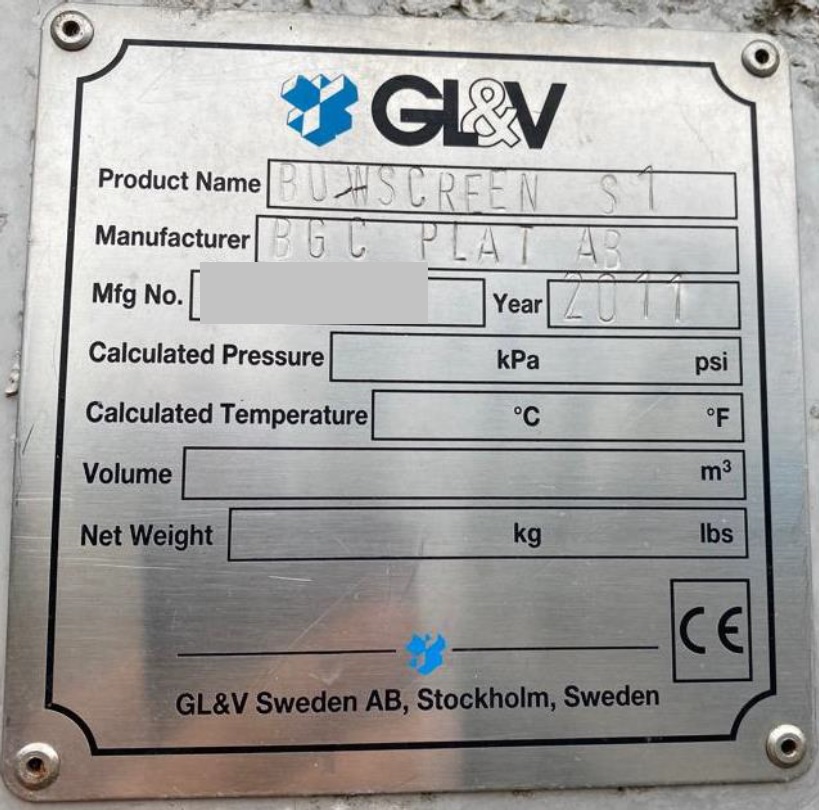 GL&V
Product Name BUWSCREEN S1
Manufacturer BGC PLAT AB
Mfg No. Year 2011
Calculated Pressure kPa psi
Calculated Temperature °C °F
Volume m³
Net Weight kg lbs
CE
GL&V Sweden AB, Stockholm, Sweden